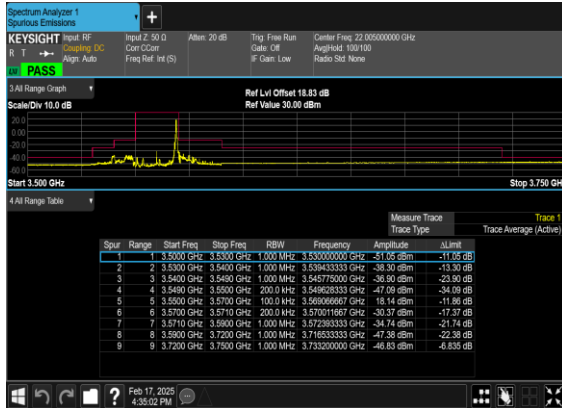 Spectrum Analyzer 1
Spurious Emissions
KEYSIGHT Input: RF Input Z: 50 Ω Atten: 20 dB Trig: Free Run Center Freq: 22.005000000 GHz
R T Coupling: DC Corr CCorr Gate: Off Avg|Hold: 100/100
Align: Auto Freq Ref: Int (S) IF Gain: Low Radio Std: None
PASS
3 All Range Graph
Ref Lvl Offset 18.83 dB
Scale/Div 10.0 dB Ref Value 30.00 dBm
20.0
0.00
-20.0
-40.0
-60.0
Start 3.500 GHz Stop 3.750 GH
4 All Range Table
Measure Trace Trace 1
Trace Type Trace Average (Active)
Spur Range Start Freq Stop Freq RBW Frequency Amplitude ΔLimit
1 1 3.5000 GHz 3.5300 GHz 1.000 MHz 3.530000000 GHz -51.05 dBm -11.05 dB
2 2 3.5300 GHz 3.5400 GHz 1.000 MHz 3.539433333 GHz -38.30 dBm -13.30 dB
3 3 3.5400 GHz 3.5490 GHz 1.000 MHz 3.545775000 GHz -36.90 dBm -23.90 dB
4 4 3.5490 GHz 3.5500 GHz 200.0 kHz 3.549628333 GHz -47.09 dBm -34.09 dB
5 5 3.5500 GHz 3.5700 GHz 100.0 kHz 3.569066667 GHz 18.14 dBm -11.86 dB
6 6 3.5700 GHz 3.5710 GHz 200.0 kHz 3.570011667 GHz -30.37 dBm -17.37 dB
7 7 3.5710 GHz 3.5900 GHz 1.000 MHz 3.572393333 GHz -34.74 dBm -21.74 dB
8 8 3.5900 GHz 3.7200 GHz 1.000 MHz 3.716533333 GHz -47.38 dBm -22.38 dB
9 9 3.7200 GHz 3.7500 GHz 1.000 MHz 3.733200000 GHz -46.83 dBm -6.835 dB
Feb 17, 2025
4:35:02 PM